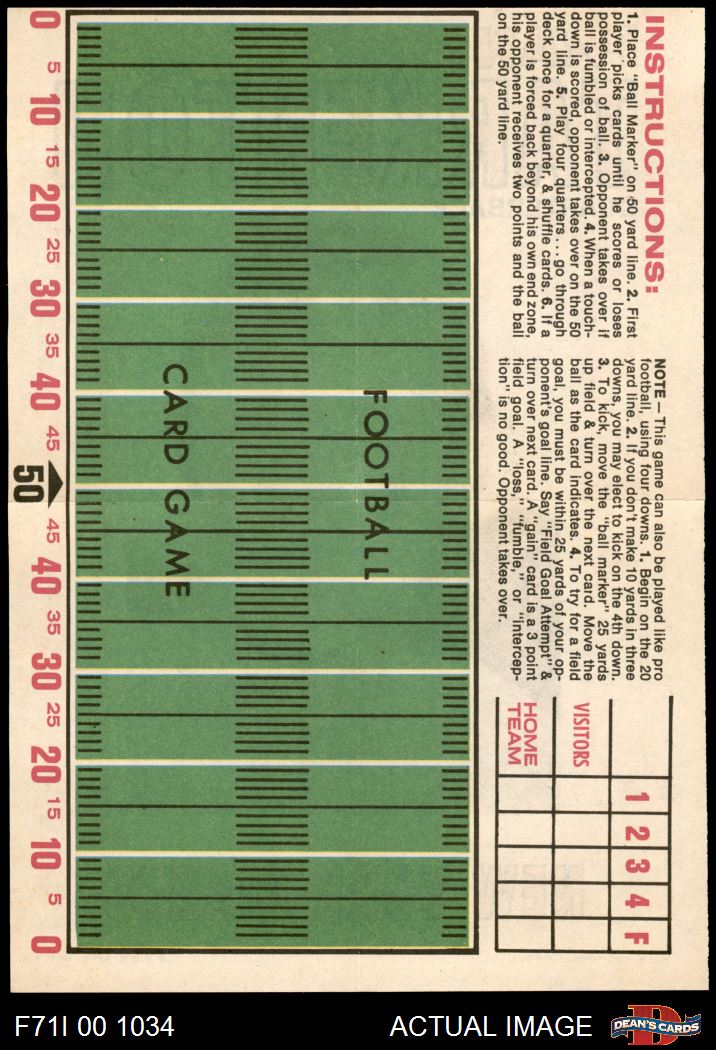 INSTRUCTIONS:
1. Place "Ball Marker" on 50 yard line 2. First
player picks cards until he scores or loses
possession of ball. 3. Opponent takes over if
ball is fumbled or intercepted. 4. When a touch-
down is scored, opponent takes over on the 50
yard line. 5. Play four quarters...go through
deck once for a quarter, & shuffle cards. 6. If a
player is forced back beyond his own end zone,
his opponent receives two points and the ball
on the 50 yard line.
NOTE— This game can also be played like pro
football, using four downs. 1. Begin on the 20
yard line. 2. If you don't make 10 yards in three
downs, you may elect to kick on the 4th down.
3. To kick, move the "ball marker" 25 yards
up field & turn over the next card. Move the
ball as the card indicates. 4. To try for a field
goal, you must be within 25 yards of your op-
ponent's goal line. Say "Field Goal Attempt" &
turn over next card. A "gain" card is a 3 point
field goal. A "loss," "fumble," or "intercep-
tion" is no good. Opponent takes over.
1 2 3 4 F
VISITORS
HOME
TEAM
FOOTBALL
CARD GAME
0 5 10 15 20 25 30 35 40 45 50 45 40 35 30 25 20 15 10 5 0
F71I 00 1034
ACTUAL IMAGE
D
DEAN'S CARDS